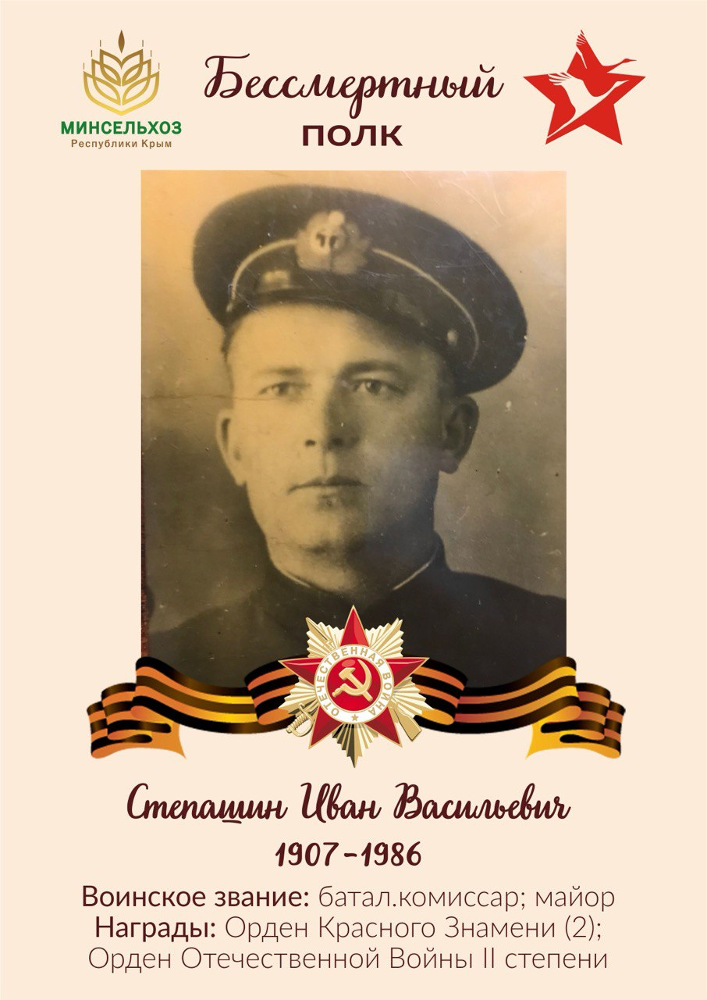 Бессмертный
ПОЛК
МИНСЕЛЬХОЗ
Республики Крым
ОТЕЧЕСТВЕННАЯ ВОЙНА
Степашин Иван Васильевич
1907-1986
Воинское звание: батал.комиссар; майор
Награды: Орден Красного Знамени (2);
Орден Отечественной Войны II степени